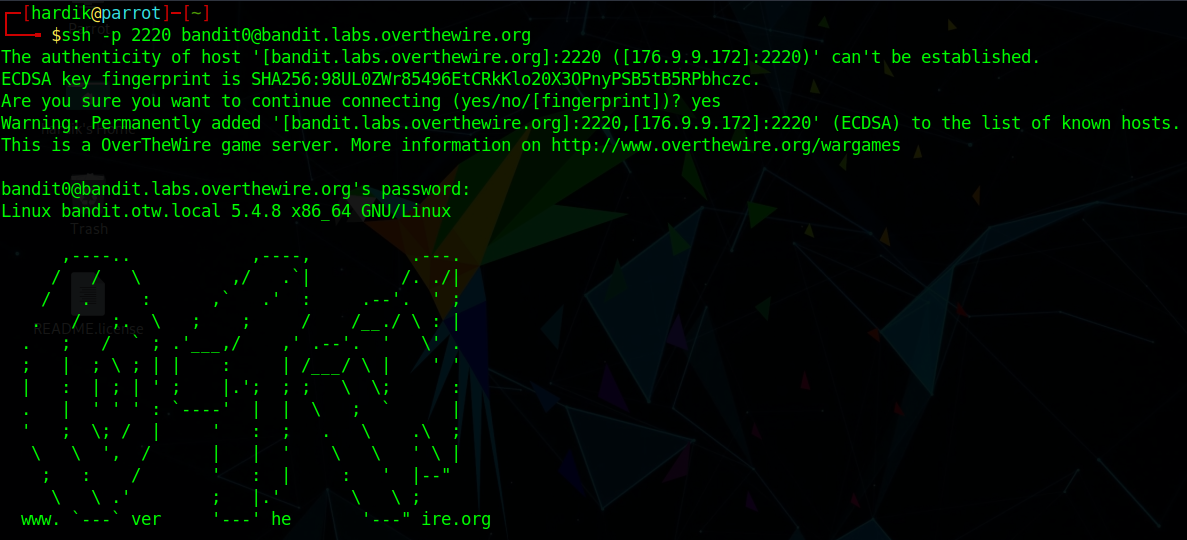 ┌─[hardik@parrot]─[~]
└──╼ $ssh -p 2220 bandit0@bandit.labs.overthewire.org
The authenticity of host '[bandit.labs.overthewire.org]:2220 ([176.9.9.172]:2220)' can't be established.
ECDSA key fingerprint is SHA256:98UL0ZWr85496EtCRkKlo20X3OPnyPSB5tB5RPbhczc.
Are you sure you want to continue connecting (yes/no/[fingerprint])? yes
Warning: Permanently added '[bandit.labs.overthewire.org]:2220,[176.9.9.172]:2220' (ECDSA) to the list of known hosts.
This is a OverTheWire game server. More information on http://www.overthewire.org/wargames
bandit0@bandit.labs.overthewire.org's password:
Linux bandit.otw.local 5.4.8 x86_64 GNU/Linux
Trash
README.license
www. ver he ire.org